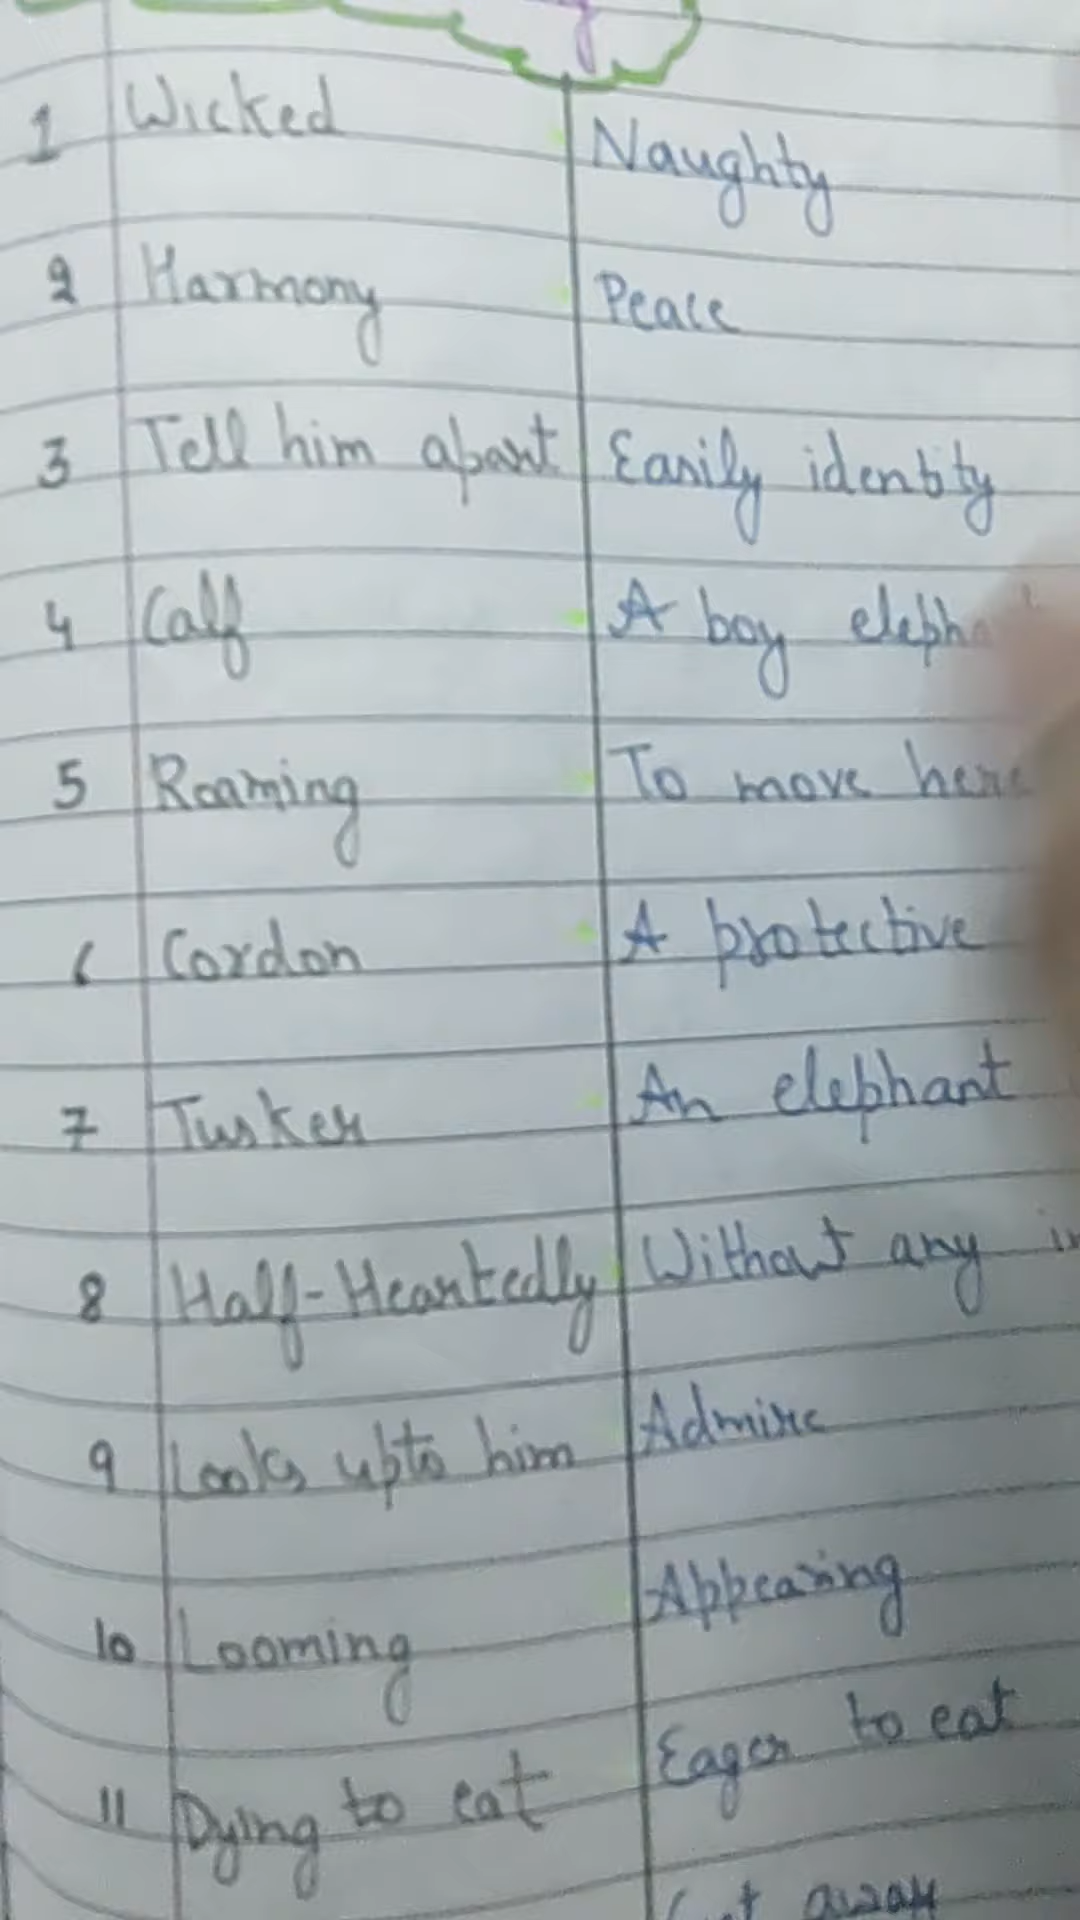 1 Wicked Naughty
2 Harmony Peace
3 Tell him apart Easily identity
4 Calf A boy
5 Roaming To move here
6 Cordon A protective
7 Tusker An elephant
8 Half-Heartedly Without any
9 Looks upto him Admire
10 Looming Appearing
11 Dying to eat Eager to eat
away